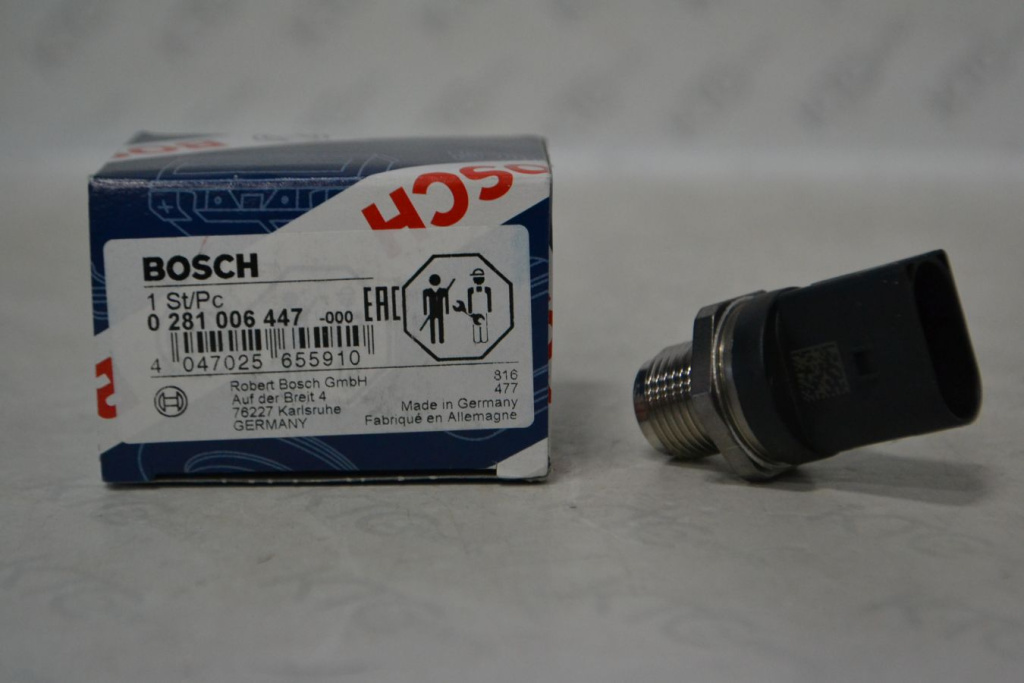 BOSCH
BOSCH
1 St/Pc
0 281 006 447 -000
EAC
4 047025 655910
Robert Bosch GmbH
Auf der Breit 4
76227 Karlsruhe
GERMANY
816
477
Made in Germany
Fabriqué en Allemagne